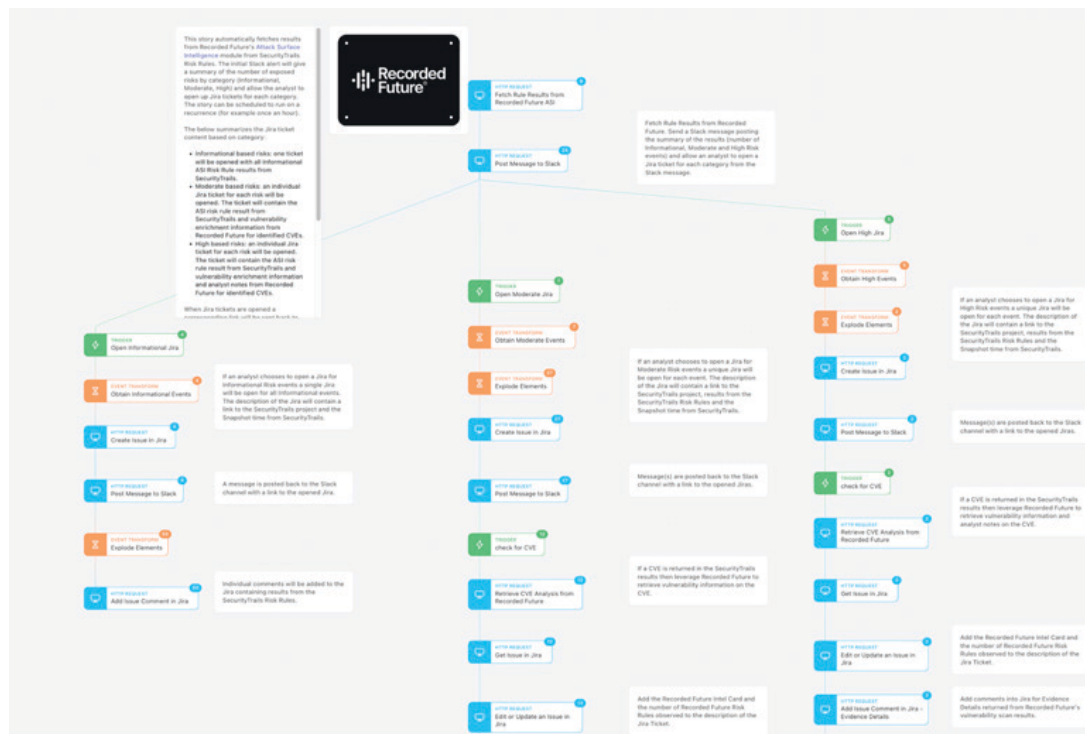 This story automatically fetches results
from Recorded Future's Attack Surface
Intelligence module from SecurityTrails
Risk Rules. The initial Slack alert will give
a summary of the number of exposed
risks by category (Informational,
Moderate, High) and allow the analyst to
open up Jira tickets for each category.
The story can be scheduled to run on a
recurrence (for example once an hour).
The below summarizes the Jira ticket
content based on category:
• Informational based risks: one ticket
will be opened with all informational
ASI Risk Rule results from
SecurityTrails.
• Moderate based risks: an individual
Jira ticket for each risk will be
opened. The ticket will contain the
ASI risk rule result from
SecurityTrails and vulnerability
enrichment information from
Recorded Future for identified CVEs.
• High based risks: an individual Jira
ticket for each risk will be opened.
The ticket will contain the ASI risk
rule result from SecurityTrails and
vulnerability enrichment information
and analyst notes from Recorded
Future for identified CVEs.
When Jira tickets are opened a
Recorded
Future®
HTTP REQUEST
Fetch Rule Results from
Recorded Future ASI
HTTP REQUEST
Post Message to Slack
Fetch Rule Results from Recorded
Future. Send a Slack message posting
the summary of the results (number of
Informational, Moderate and High Risk
events) and allow an analyst to open a
Jira ticket for each category from the
Slack message.
TRIGGER
Open Informational Jira
EVENT TRANSFORM
Obtain Informational Events
If an analyst chooses to open a Jira for
Informational Risk events a single Jira
will be open for all informational events.
The description of the Jira will contain a
link to the SecurityTrails project and the
Snapshot time from SecurityTrails.
HTTP REQUEST
Create Issue in Jira
HTTP REQUEST
Post Message to Slack
A message is posted back to the Slack
channel with a link to the opened Jira.
EVENT TRANSFORM
Explode Elements
HTTP REQUEST
Add Issue Comment in Jira
Individual comments will be added to the
Jira containing results from the
SecurityTrails Risk Rules.
TRIGGER
Open Moderate Jira
EVENT TRANSFORM
Obtain Moderate Events
EVENT TRANSFORM
Explode Elements
If an analyst chooses to open a Jira for
Moderate Risk events a unique Jira will
be open for each event. The description
of the Jira will contain a link to the
SecurityTrails project, results from the
SecurityTrails Risk Rules and the
Snapshot time from SecurityTrails.
HTTP REQUEST
Create Issue in Jira
HTTP REQUEST
Post Message to Slack
Message(s) are posted back to the Slack
channel with a link to the opened Jiras.
TRIGGER
check for CVE
HTTP REQUEST
Retrieve CVE Analysis from
Recorded Future
If a CVE is returned in the SecurityTrails
results then leverage Recorded Future to
retrieve vulnerability information on the
CVE.
HTTP REQUEST
Get Issue in Jira
HTTP REQUEST
Edit or Update an Issue in
Jira
Add the Recorded Future Intel Card and
the number of Recorded Future Risk
Rules observed to the description of the
Jira Ticket.
TRIGGER
Open High Jira
EVENT TRANSFORM
Obtain High Events
EVENT TRANSFORM
Explode Elements
If an analyst chooses to open a Jira for
High Risk events a unique Jira will be
open for each event. The description of
the Jira will contain a link to the
SecurityTrails project, results from the
SecurityTrails Risk Rules and the
Snapshot time from SecurityTrails.
HTTP REQUEST
Create Issue in Jira
HTTP REQUEST
Post Message to Slack
Message(s) are posted back to the Slack
channel with a link to the opened Jiras.
TRIGGER
check for CVE
HTTP REQUEST
Retrieve CVE Analysis from
Recorded Future
If a CVE is returned in the SecurityTrails
results then leverage Recorded Future to
retrieve vulnerability information and
analyst notes on the CVE.
HTTP REQUEST
Get Issue in Jira
HTTP REQUEST
Edit or Update an Issue in
Jira
Add the Recorded Future Intel Card and
the number of Recorded Future Risk
Rules observed to the description of the
Jira Ticket.
HTTP REQUEST
Add Issue Comment in Jira -
Evidence Details
Add comments into Jira for Evidence
Details returned from Recorded Future's
vulnerability scan results.